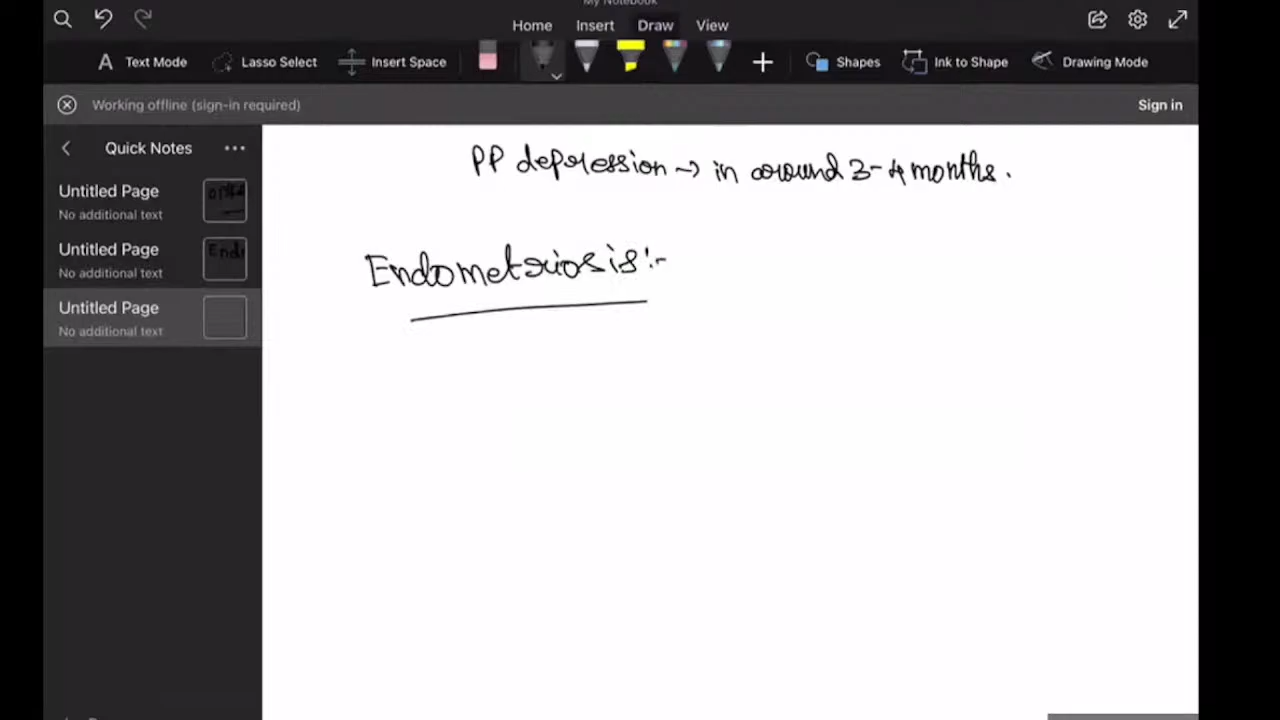 My Notebook
Home Insert Draw View
Text Mode Lasso Select Insert Space Shapes Ink to Shape Drawing Mode
Working offline (sign-in required) Sign in
Quick Notes
Untitled Page
No additional text
Untitled Page
No additional text
Untitled Page
No additional text
PP depression → in around 3-4 months.
Endometriosis:-